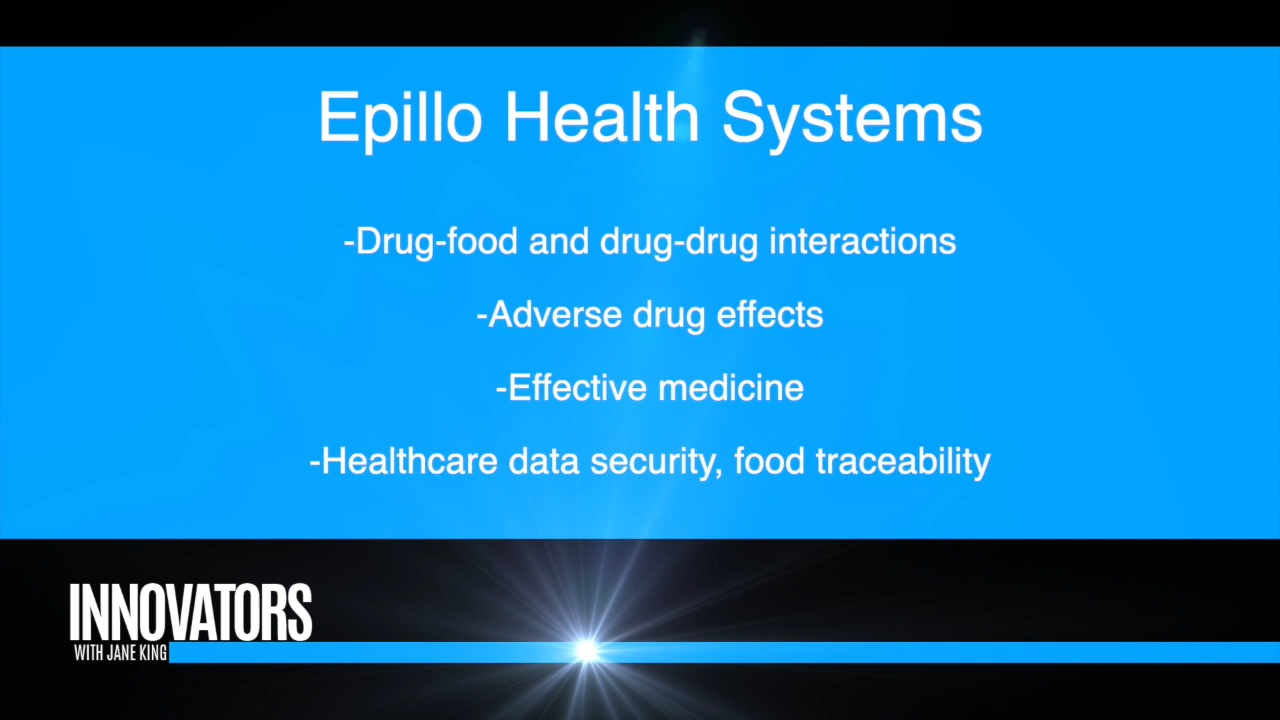 Epillo Health Systems
-Drug-food and drug-drug interactions
-Adverse drug effects
-Effective medicine
-Healthcare data security, food traceability
INNOVATORS
WITH JANE KING